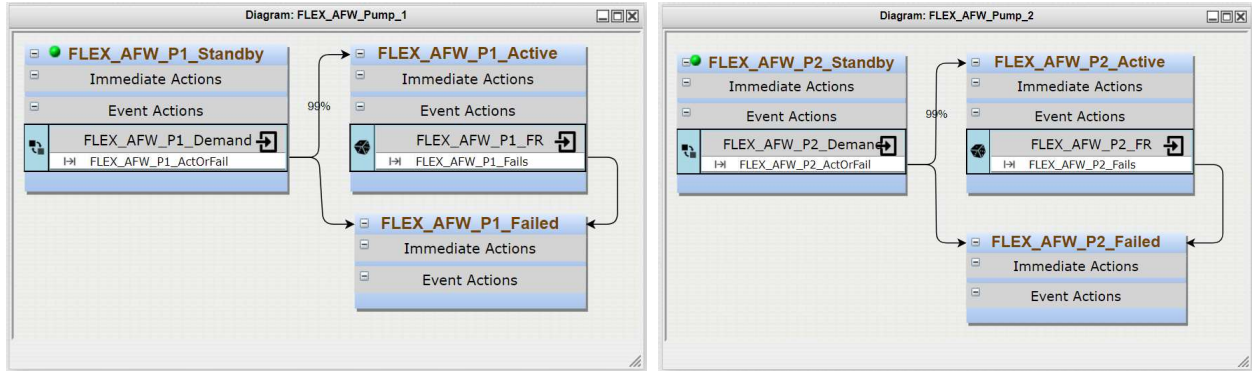 Diagram: FLEX_AFW_Pump_1
FLEX_AFW_P1_Standby
Immediate Actions
Event Actions
FLEX_AFW_P1_Demand
FLEX_AFW_P1_ActOrFail
99%
FLEX_AFW_P1_Active
Immediate Actions
Event Actions
FLEX_AFW_P1_FR
FLEX_AFW_P1_Fails
FLEX_AFW_P1_Failed
Immediate Actions
Event Actions
Diagram: FLEX_AFW_Pump_2
FLEX_AFW_P2_Standby
Immediate Actions
Event Actions
FLEX_AFW_P2_Demand
FLEX_AFW_P2_ActOrFail
99%
FLEX_AFW_P2_Active
Immediate Actions
Event Actions
FLEX_AFW_P2_FR
FLEX_AFW_P2_Fails
FLEX_AFW_P2_Failed
Immediate Actions
Event Actions